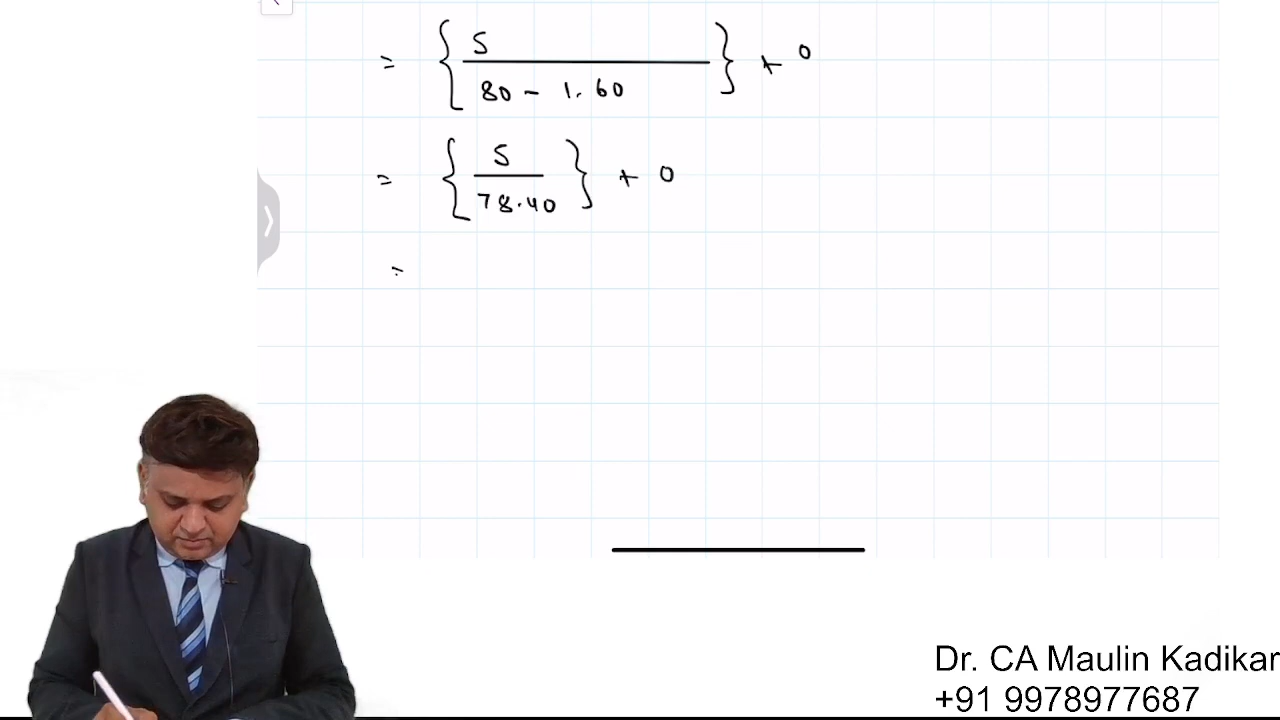 = { 5 / 80 - 1.60 } + 0
= { 5 / 78.40 } + 0
=
Dr. CA Maulin Kadikar
+91 9978977687